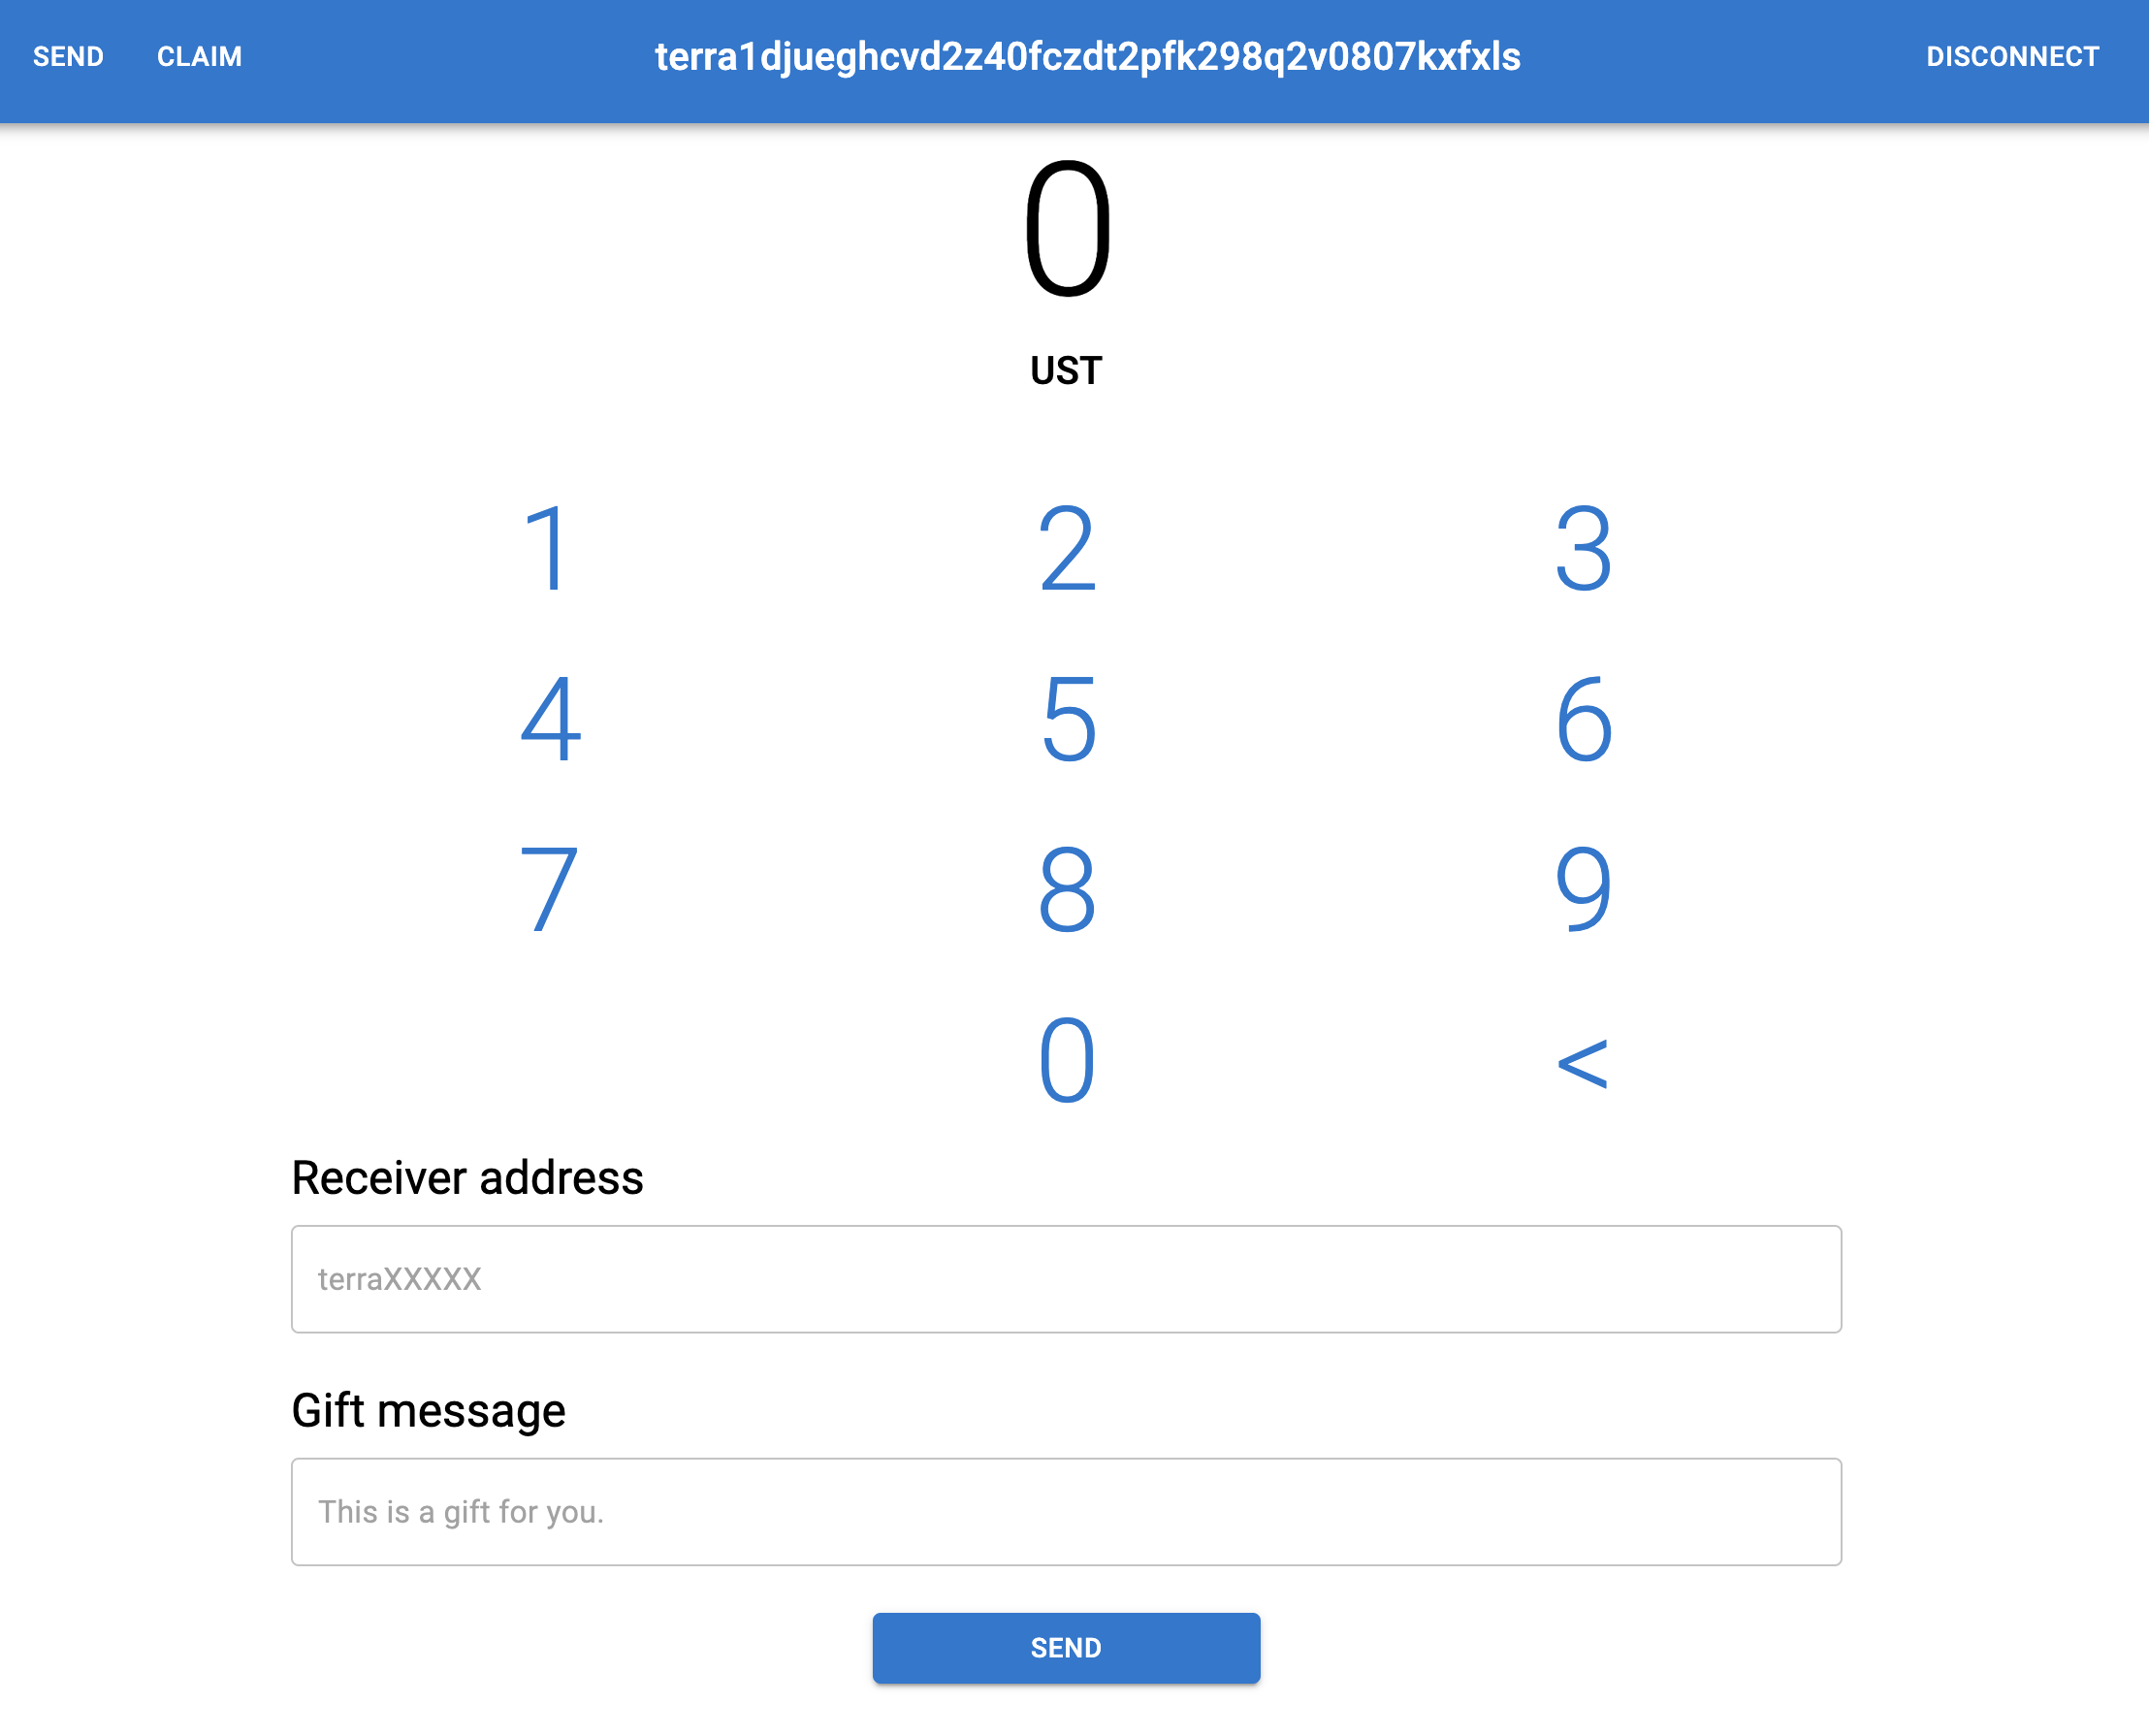 SEND CLAIM terra1djueghcvd2z40fczdt2pfk298q2v0807kxfxls DISCONNECT
0
UST
1 2 3
4 5 6
7 8 9
0 <
Receiver address
terraXXXXX
Gift message
This is a gift for you.
SEND